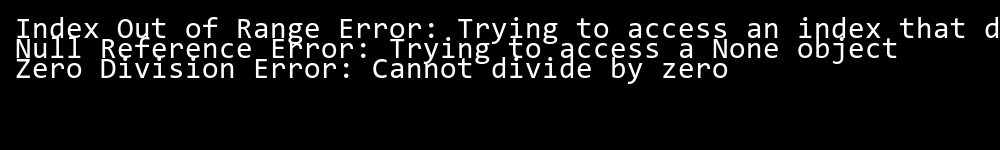 Index Out of Range Error: Trying to access an index that d
Null Reference Error: Trying to access a None object
Zero Division Error: Cannot divide by zero